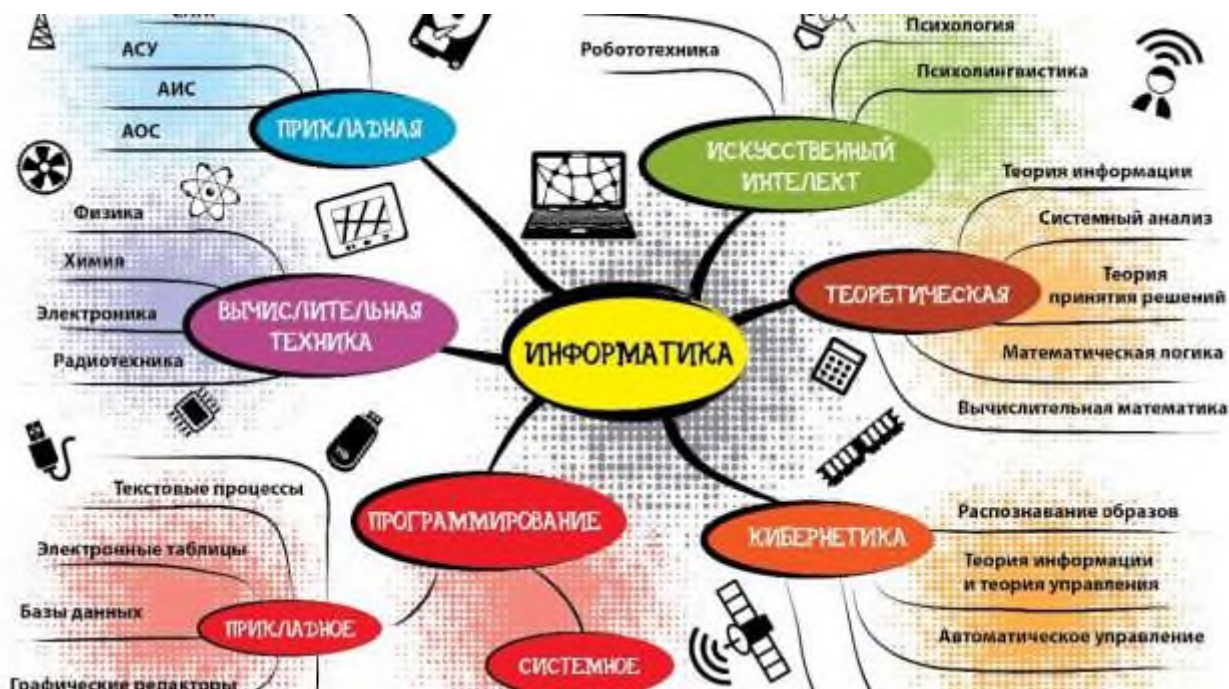 АСУ
АИС
АОС
ПРИКЛАДНАЯ
Робототехника
Психология
Психолингвистика
ИСКУССТВЕННЫЙ
ИНТЕЛЕКТ
Физика
Химия
Электроника
Радиотехника
ВЫЧИСЛИТЕЛЬНАЯ
ТЕХНИКА
ИНФОРМАТИКА
Теория информации
Системный анализ
Теория
принятия решений
Математическая логика
Вычислительная математика
ТЕОРЕТИЧЕСКАЯ
Текстовые процессы
Электронные таблицы
Базы данных
Графические редакторы
ПРИКЛАДНОЕ
ПРОГРАММИРОВАНИЕ
СИСТЕМНОЕ
КИБЕРНЕТИКА
Распознавание образов
Теория информации
и теория управления
Автоматическое управление